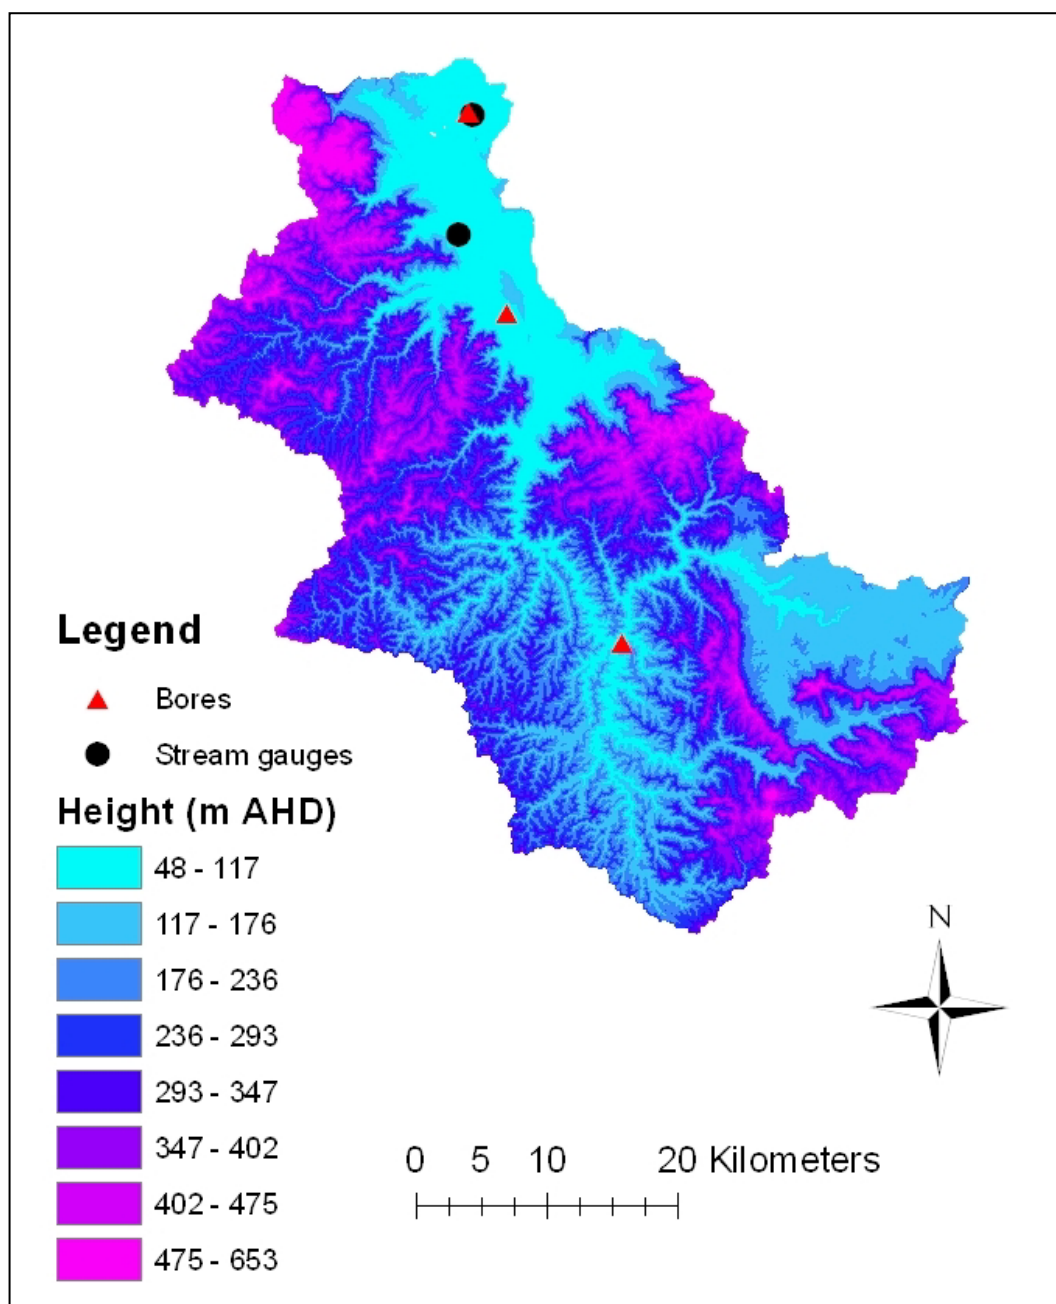 Legend
Bores
Stream gauges
Height (m AHD)
48 - 117
117 - 176
176 - 236
236 - 293
293 - 347
347 - 402
402 - 475
475 - 653
N
0 5 10 20 Kilometers